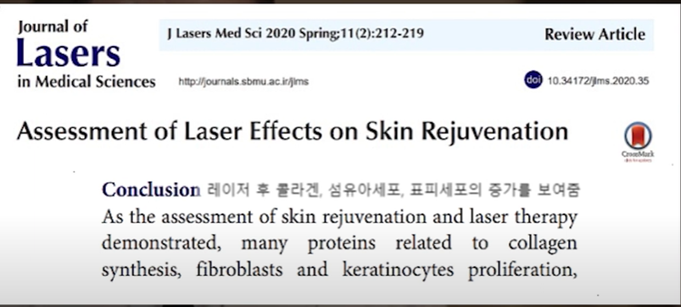 Journal of
Lasers
in Medical Sciences
J Lasers Med Sci 2020 Spring;11(2):212-219
Review Article
http://journals.sbmu.ac.ir/jlms
doi 10.34172/jlms.2020.35
Assessment of Laser Effects on Skin Rejuvenation
CrossMark
Conclusion 레이저 후 콜라겐, 섬유아세포, 표피세포의 증가를 보여줌
As the assessment of skin rejuvenation and laser therapy
demonstrated, many proteins related to collagen
synthesis, fibroblasts and keratinocytes proliferation,